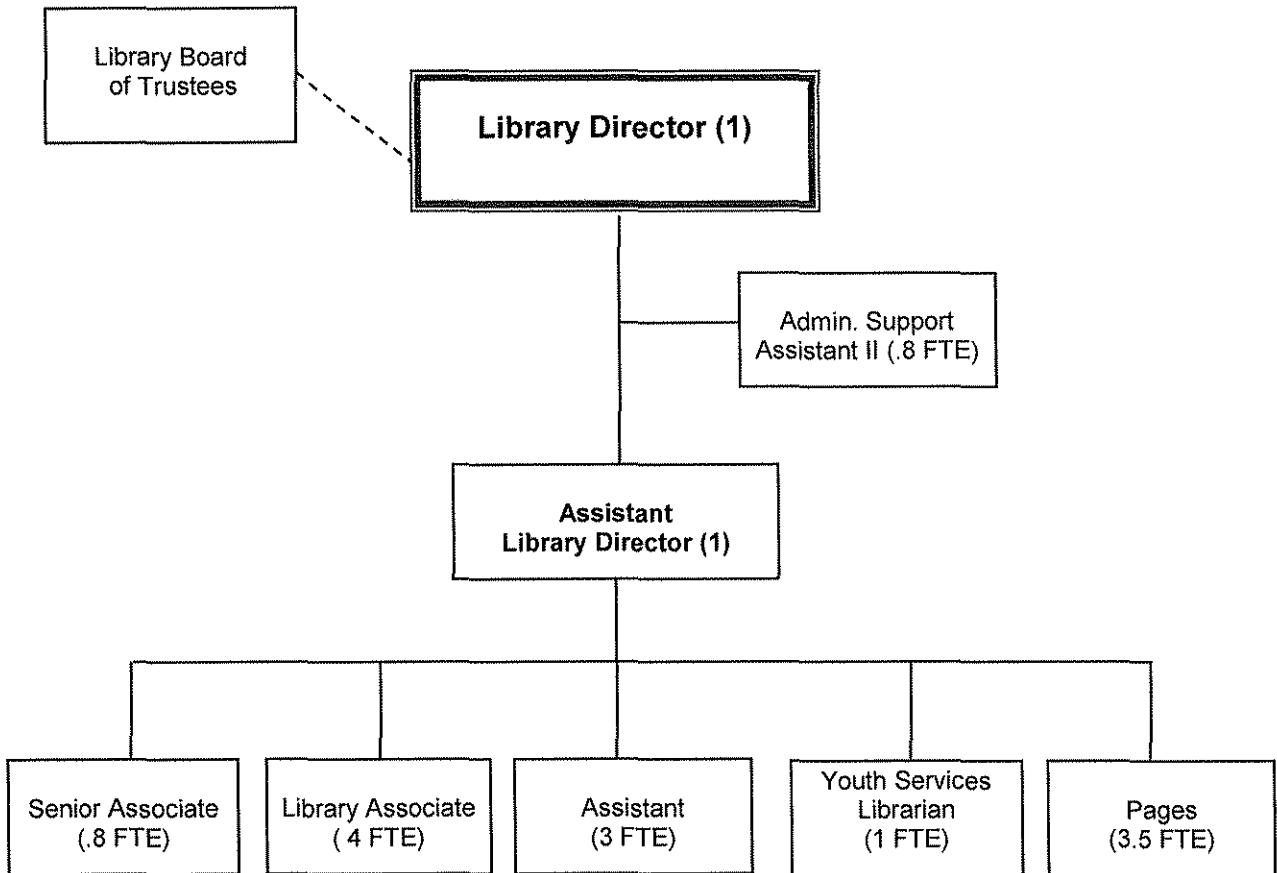 Library Board
of Trustees
Library Director (1)
Admin. Support
Assistant II (.8 FTE)
Assistant
Library Director (1)
Senior Associate
(.8 FTE)
Library Associate
( 4 FTE)
Assistant
(3 FTE)
Youth Services
Librarian
(1 FTE)
Pages
(3.5 FTE)